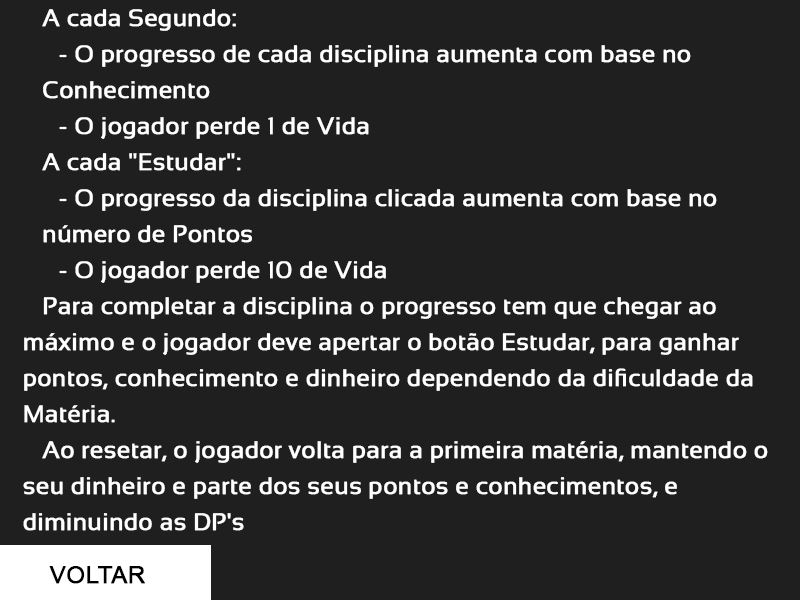 A cada Segundo:
- O progresso de cada disciplina aumenta com base no
Conhecimento
- O jogador perde 1 de Vida
A cada "Estudar":
- O progresso da disciplina clicada aumenta com base no
número de Pontos
- O jogador perde 10 de Vida
Para completar a disciplina o progresso tem que chegar ao
máximo e o jogador deve apertar o botão Estudar, para ganhar
pontos, conhecimento e dinheiro dependendo da dificuldade da
Matéria.
Ao resetar, o jogador volta para a primeira matéria, mantendo o
seu dinheiro e parte dos seus pontos e conhecimentos, e
diminuindo as DP's
VOLTAR